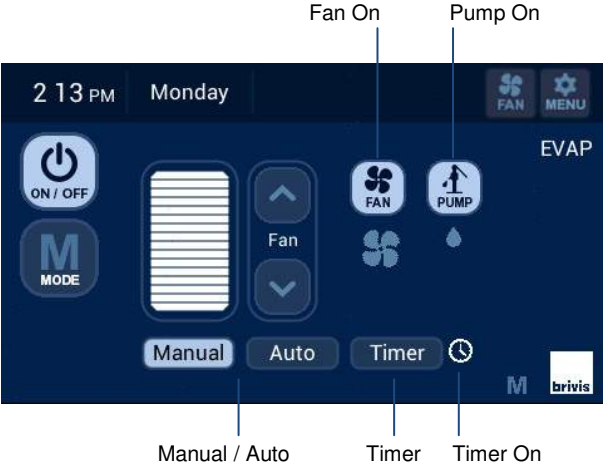 Fan On Pump On
2 13 PM Monday FAN MENU
EVAP
ON / OFF
FAN PUMP
Fan
M
MODE
Manual Auto Timer
M brivis
Manual / Auto Timer Timer On